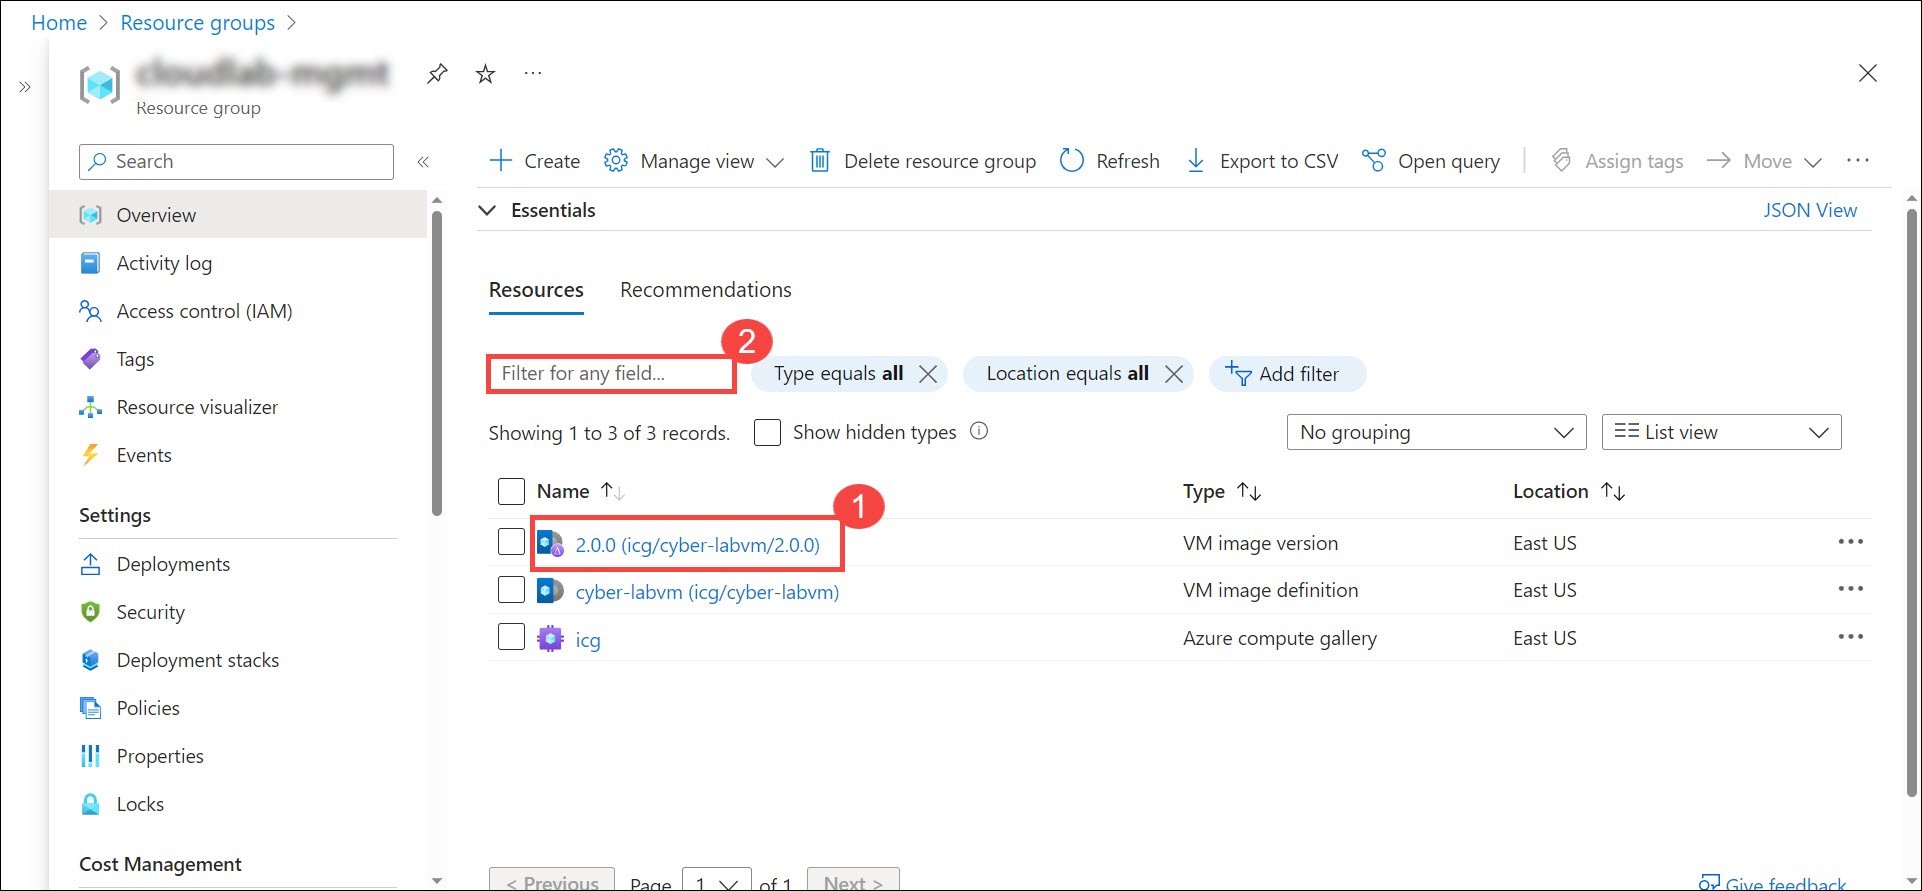 Home > Resource groups >
cloudlab-mgmt
Resource group
Search
Create Manage view Delete resource group Refresh Export to CSV Open query Assign tags Move
Overview
Activity log
Access control (IAM)
Tags
Resource visualizer
Events
Settings
Deployments
Security
Deployment stacks
Policies
Properties
Locks
Cost Management
Essentials JSON View
Resources Recommendations
2
Filter for any field... Type equals all Location equals all Add filter
Showing 1 to 3 of 3 records. Show hidden types No grouping List view
Name Type Location
1
2.0.0 (icg/cyber-labvm/2.0.0) VM image version East US
cyber-labvm (icg/cyber-labvm) VM image definition East US
icg Azure compute gallery East US
< Previous Page 1 of 1 Next > Give feedback